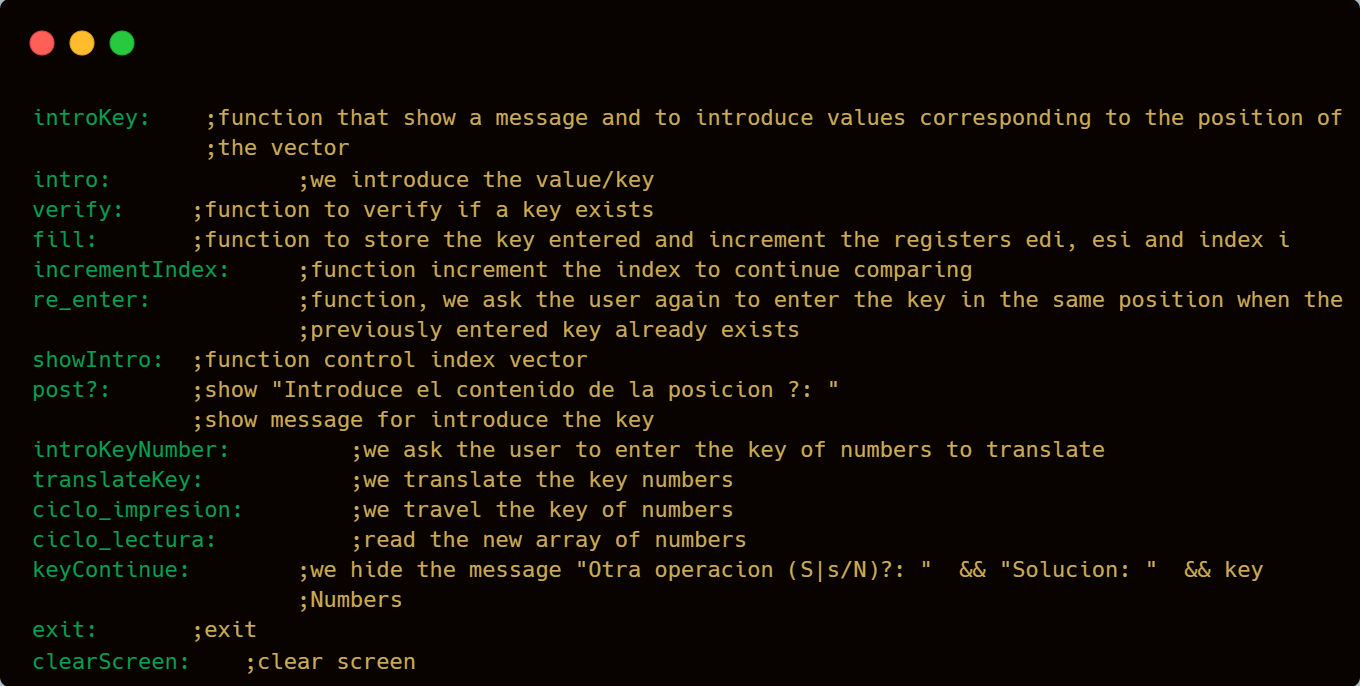 introKey:    ;function that show a message and to introduce values corresponding to the position of
             ;the vector
intro:              ;we introduce the value/key
verify:     ;function to verify if a key exists
fill:       ;function to store the key entered and increment the registers edi, esi and index i
incrementIndex:     ;function increment the index to continue comparing
re_enter:           ;function, we ask the user again to enter the key in the same position when the
                    ;previously entered key already exists
showIntro:  ;function control index vector
post?:      ;show "Introduce el contenido de la posicion ?: "
            ;show message for introduce the key
introKeyNumber:         ;we ask the user to enter the key of numbers to translate
translateKey:           ;we translate the key numbers
ciclo_impresion:        ;we travel the key of numbers
ciclo_lectura:          ;read the new array of numbers
keyContinue:        ;we hide the message "Otra operacion (S|s/N)?: "  && "Solucion: "  && key
                    ;Numbers
exit:       ;exit
clearScreen:    ;clear screen